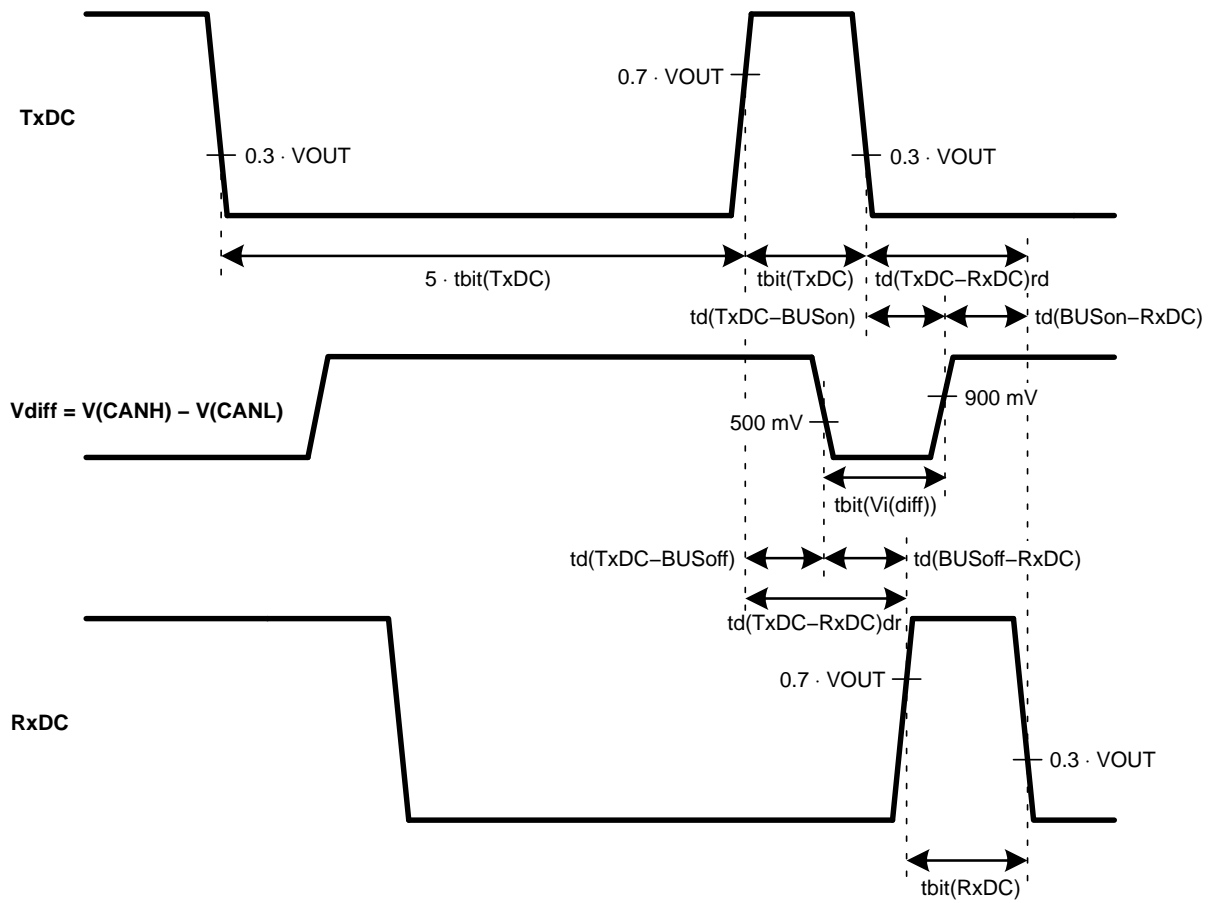 0.7 · VOUT
TxDC
0.3 · VOUT
0.3 · VOUT
5 · tbit(TxDC)
tbit(TxDC)
td(TxDC−RxDC)rd
td(TxDC−BUSon)
td(BUSon−RxDC)
Vdiff = V(CANH) − V(CANL)
900 mV
500 mV
tbit(Vi(diff))
td(TxDC−BUSoff)
td(BUSoff−RxDC)
td(TxDC−RxDC)dr
0.7 · VOUT
RxDC
0.3 · VOUT
tbit(RxDC)